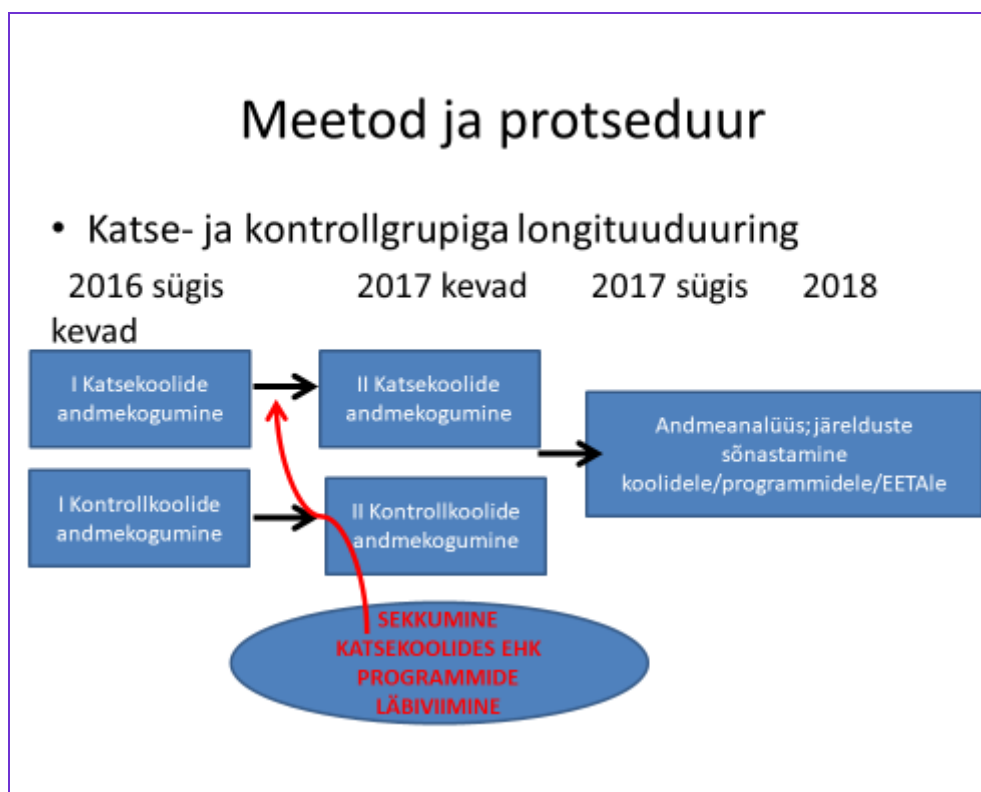 Meetod ja protseduur
• Katse- ja kontrollgrupiga longituuduuring
2016 sügis 2017 kevad 2017 sügis 2018
kevad
I Katsekoolide
andmekogumine
II Katsekoolide
andmekogumine
Andmeanalüüs; järelduste
sõnastamine
koolidele/programmidele/EETAle
I Kontrollkoolide
andmekogumine
II Kontrollkoolide
andmekogumine
SEKKUMINE
KATSEKOOLIDES EHK
PROGRAMMIDE
LÄBIVIIMINE